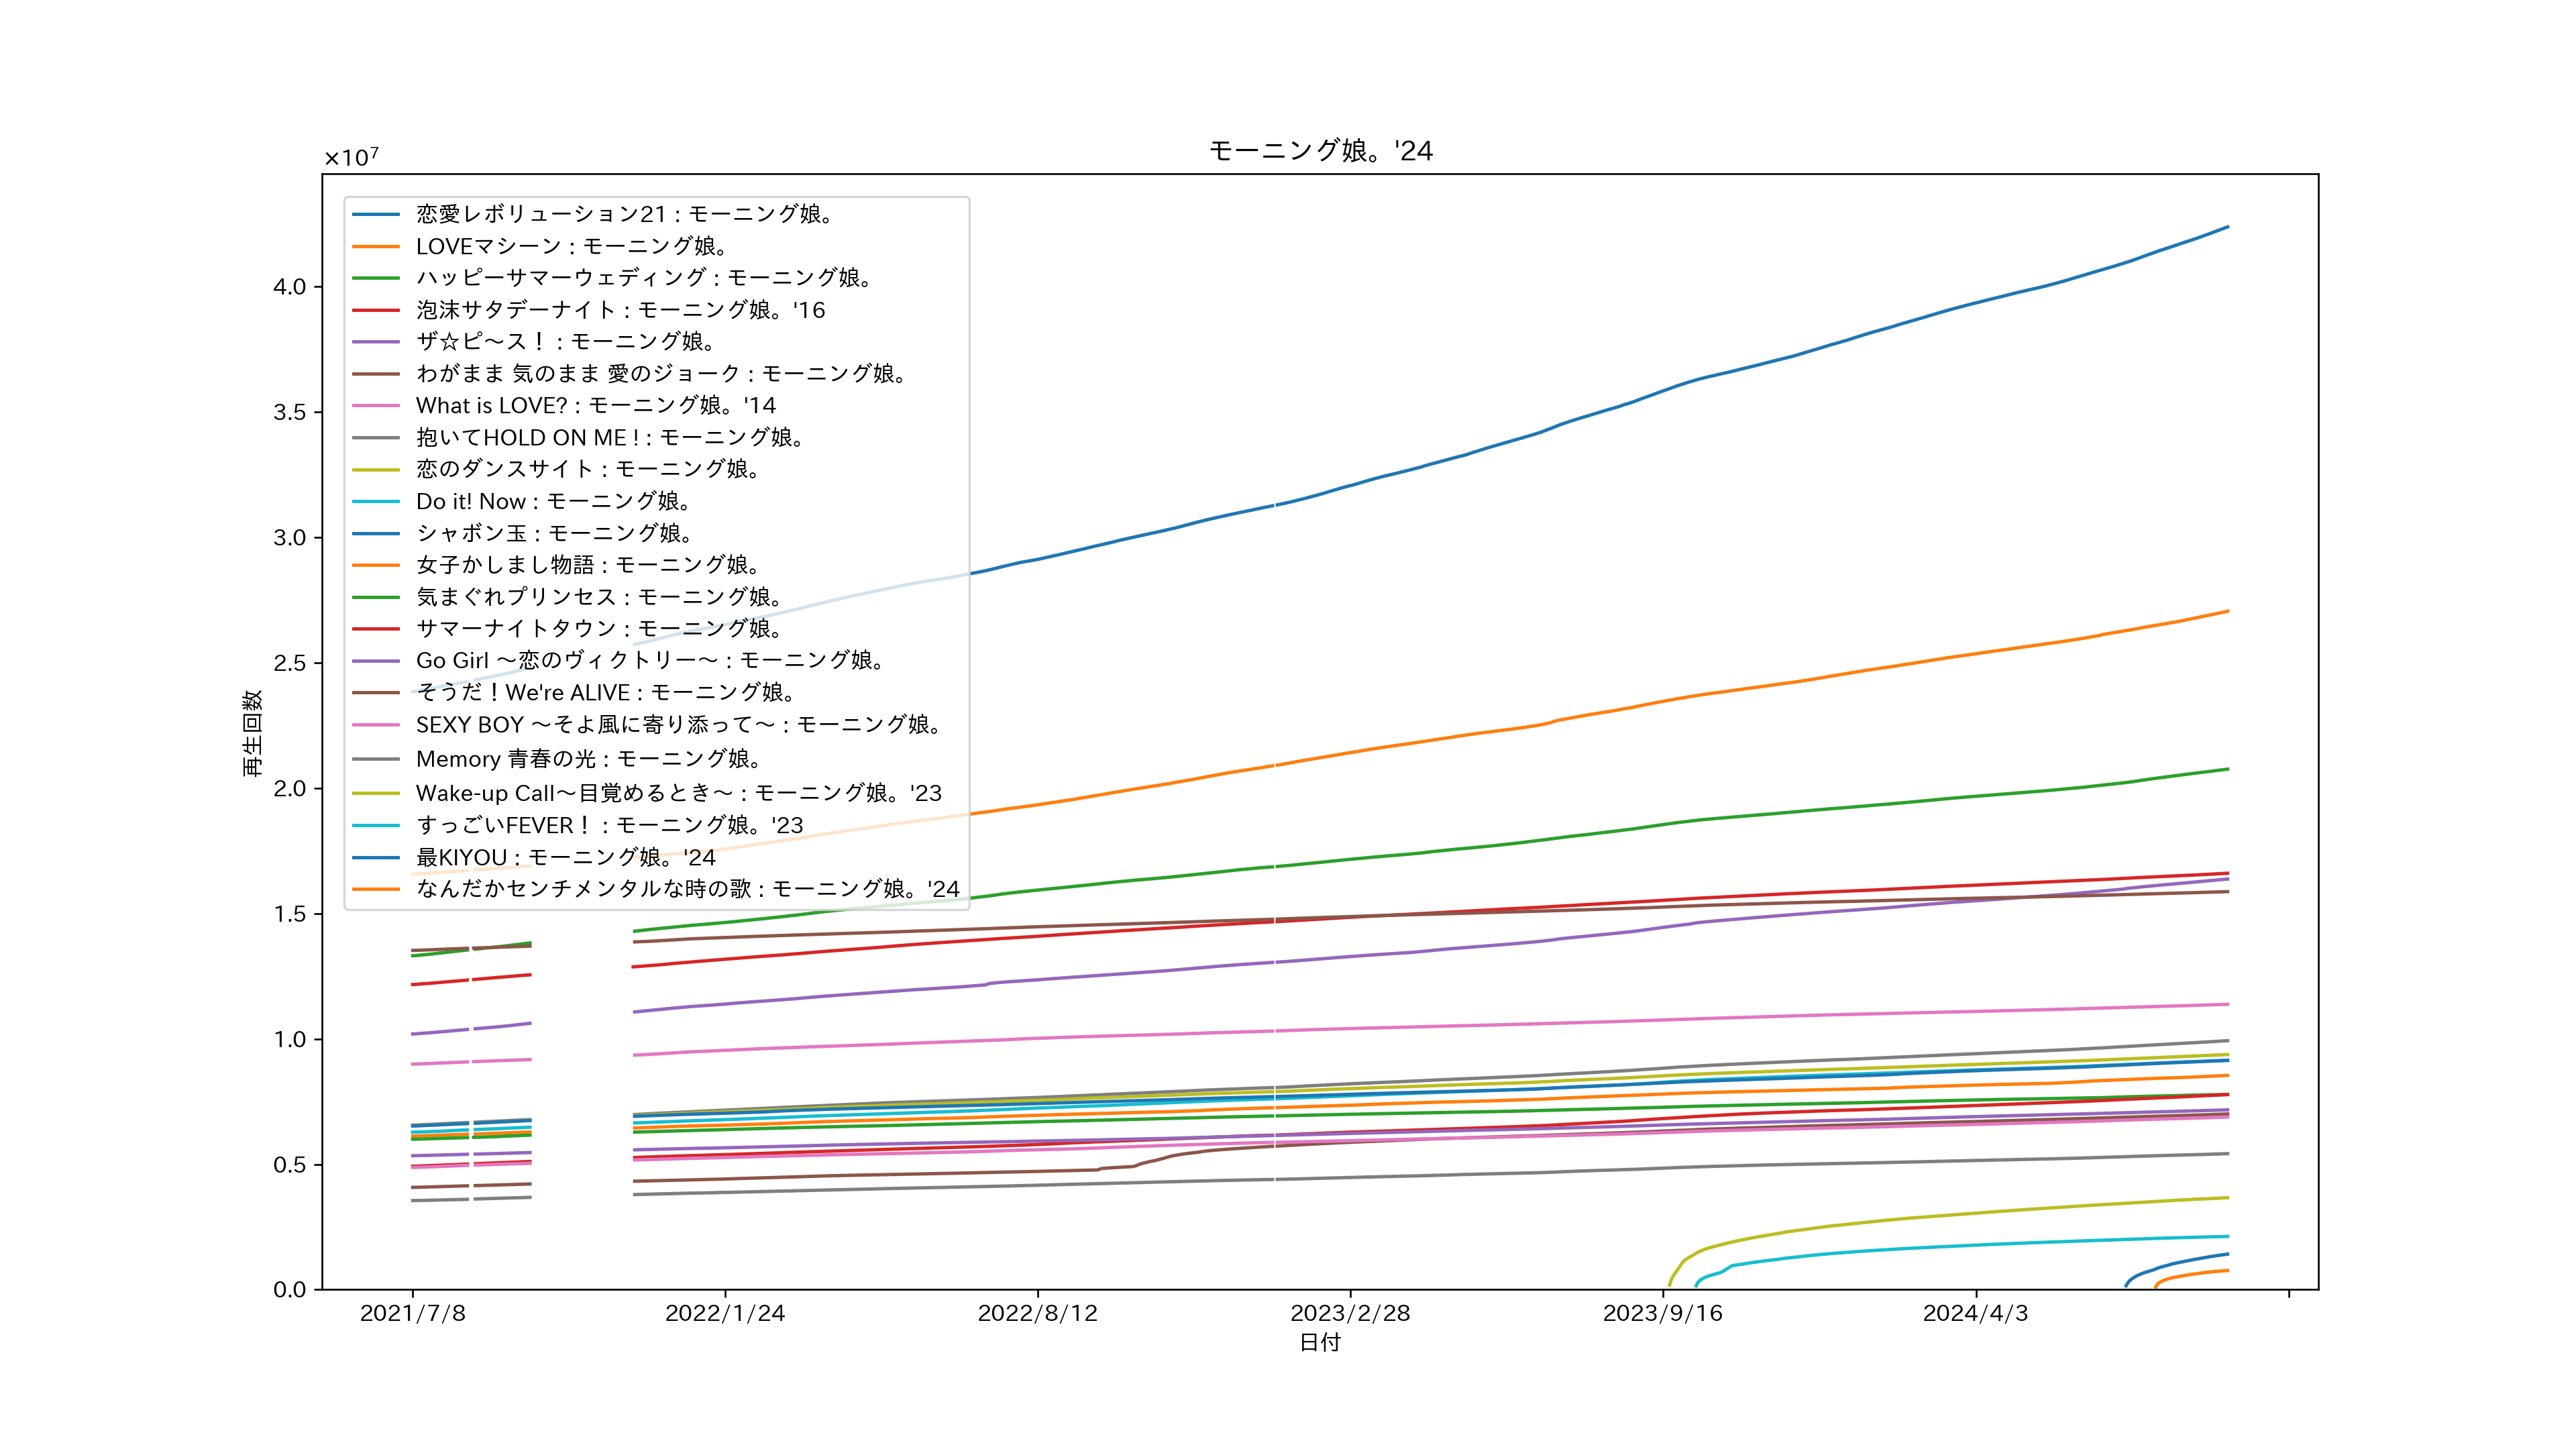 モーニング娘。'24
×10⁷
恋愛レボリューション21 : モーニング娘。
LOVEマシーン : モーニング娘。
ハッピーサマーウェディング : モーニング娘。
泡沫サタデーナイト : モーニング娘。'16
ザ☆ピ〜ス！ : モーニング娘。
わがまま 気のまま 愛のジョーク : モーニング娘。
What is LOVE? : モーニング娘。'14
抱いてHOLD ON ME ! : モーニング娘。
恋のダンスサイト : モーニング娘。
Do it! Now : モーニング娘。
シャボン玉 : モーニング娘。
女子かしまし物語 : モーニング娘。
気まぐれプリンセス : モーニング娘。
サマーナイトタウン : モーニング娘。
Go Girl 〜恋のヴィクトリー〜 : モーニング娘。
そうだ！We're ALIVE : モーニング娘。
SEXY BOY 〜そよ風に寄り添って〜 : モーニング娘。
Memory 青春の光 : モーニング娘。
Wake-up Call〜目覚めるとき〜 : モーニング娘。'23
すっごいFEVER！ : モーニング娘。'23
最KIYOU : モーニング娘。'24
なんだかセンチメンタルな時の歌 : モーニング娘。'24
再生回数
4.0
3.5
3.0
2.5
2.0
1.5
1.0
0.5
0.0
2021/7/8
2022/1/24
2022/8/12
2023/2/28
2023/9/16
2024/4/3
日付